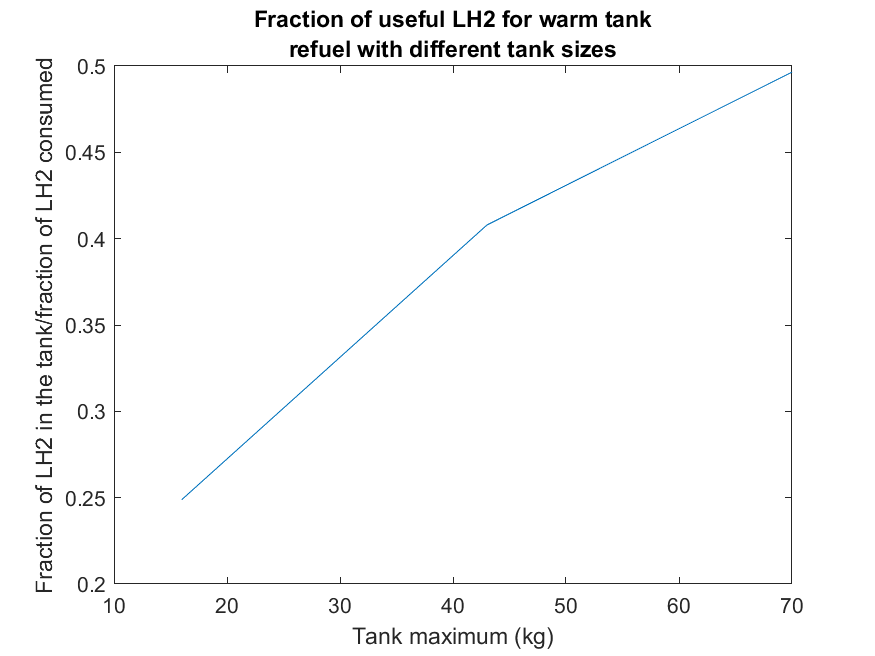 Fraction of useful LH2 for warm tank
refuel with different tank sizes
Fraction of LH2 in the tank/fraction of LH2 consumed
0.5
0.45
0.4
0.35
0.3
0.25
0.2
10 20 30 40 50 60 70
Tank maximum (kg)